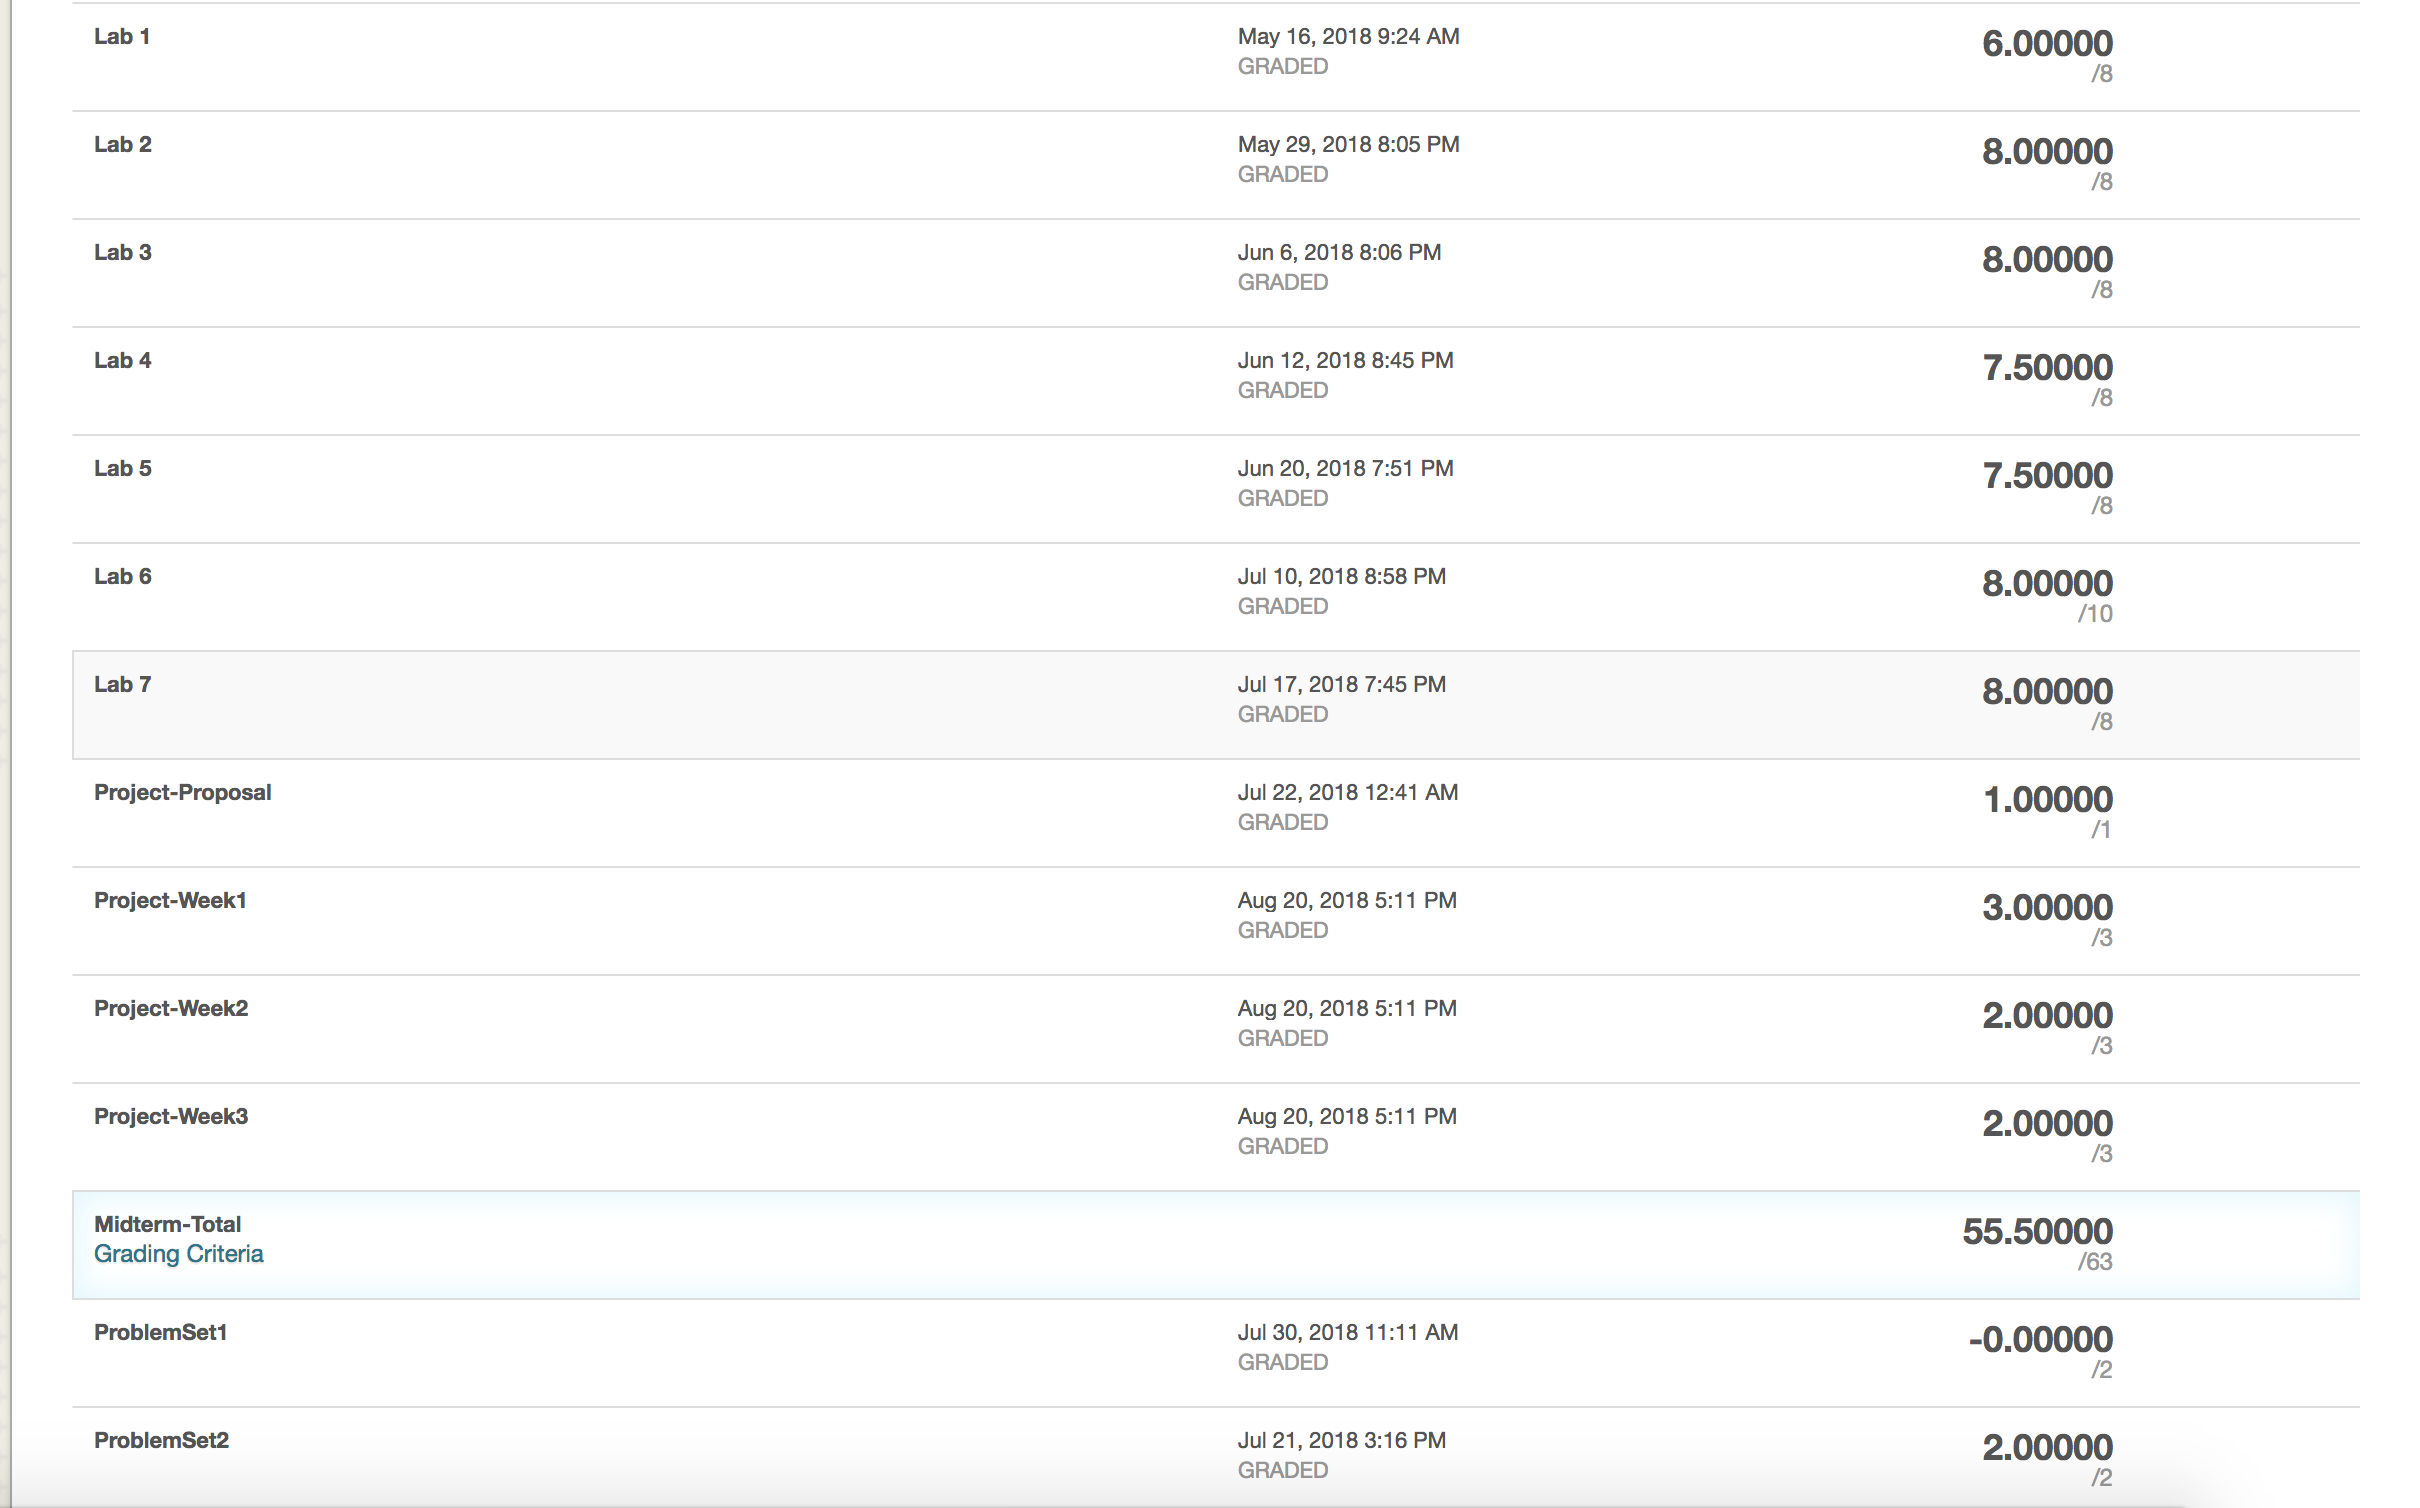 Lab 1
May 16, 2018 9:24 AM
GRADED
6.00000
/8
Lab 2
May 29, 2018 8:05 PM
GRADED
8.00000
/8
Lab 3
Jun 6, 2018 8:06 PM
GRADED
8.00000
/8
Lab 4
Jun 12, 2018 8:45 PM
GRADED
7.50000
/8
Lab 5
Jun 20, 2018 7:51 PM
GRADED
7.50000
/8
Lab 6
Jul 10, 2018 8:58 PM
GRADED
8.00000
/10
Lab 7
Jul 17, 2018 7:45 PM
GRADED
8.00000
/8
Project-Proposal
Jul 22, 2018 12:41 AM
GRADED
1.00000
/1
Project-Week1
Aug 20, 2018 5:11 PM
GRADED
3.00000
/3
Project-Week2
Aug 20, 2018 5:11 PM
GRADED
2.00000
/3
Project-Week3
Aug 20, 2018 5:11 PM
GRADED
2.00000
/3
Midterm-Total
Grading Criteria
55.50000
/63
ProblemSet1
Jul 30, 2018 11:11 AM
GRADED
-0.00000
/2
ProblemSet2
Jul 21, 2018 3:16 PM
GRADED
2.00000
/2